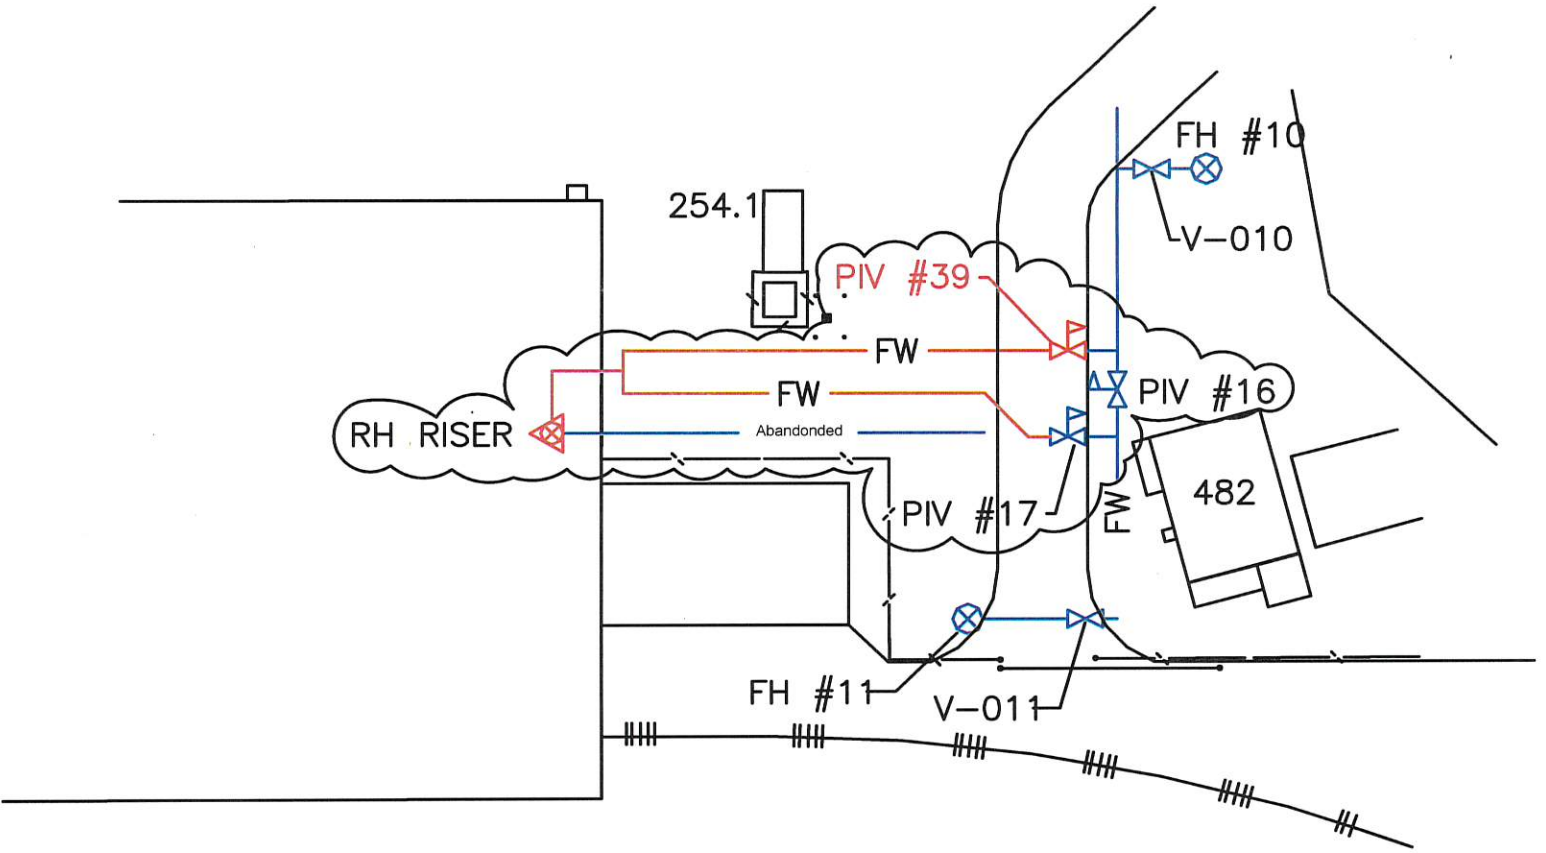 FH #10
254.1
V-010
PIV #39
FW
PIV #16
FW
RH RISER
Abandonded
482
PIV #17
FW
FH #11
V-011